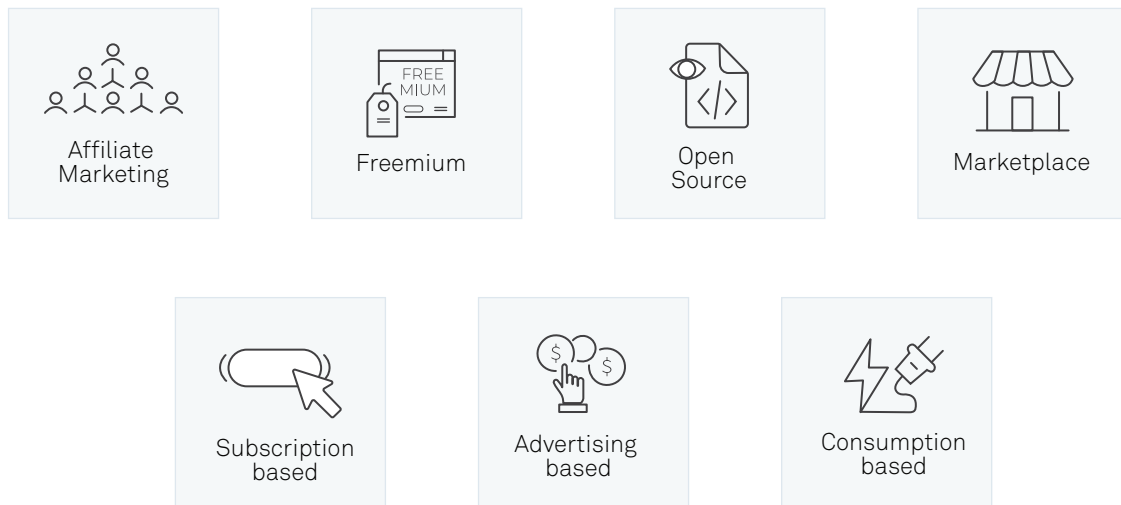 Affiliate
Marketing
FREE
MIUM
Freemium
</>
Open
Source
Marketplace
Subscription
based
$
$
Advertising
based
Consumption
based